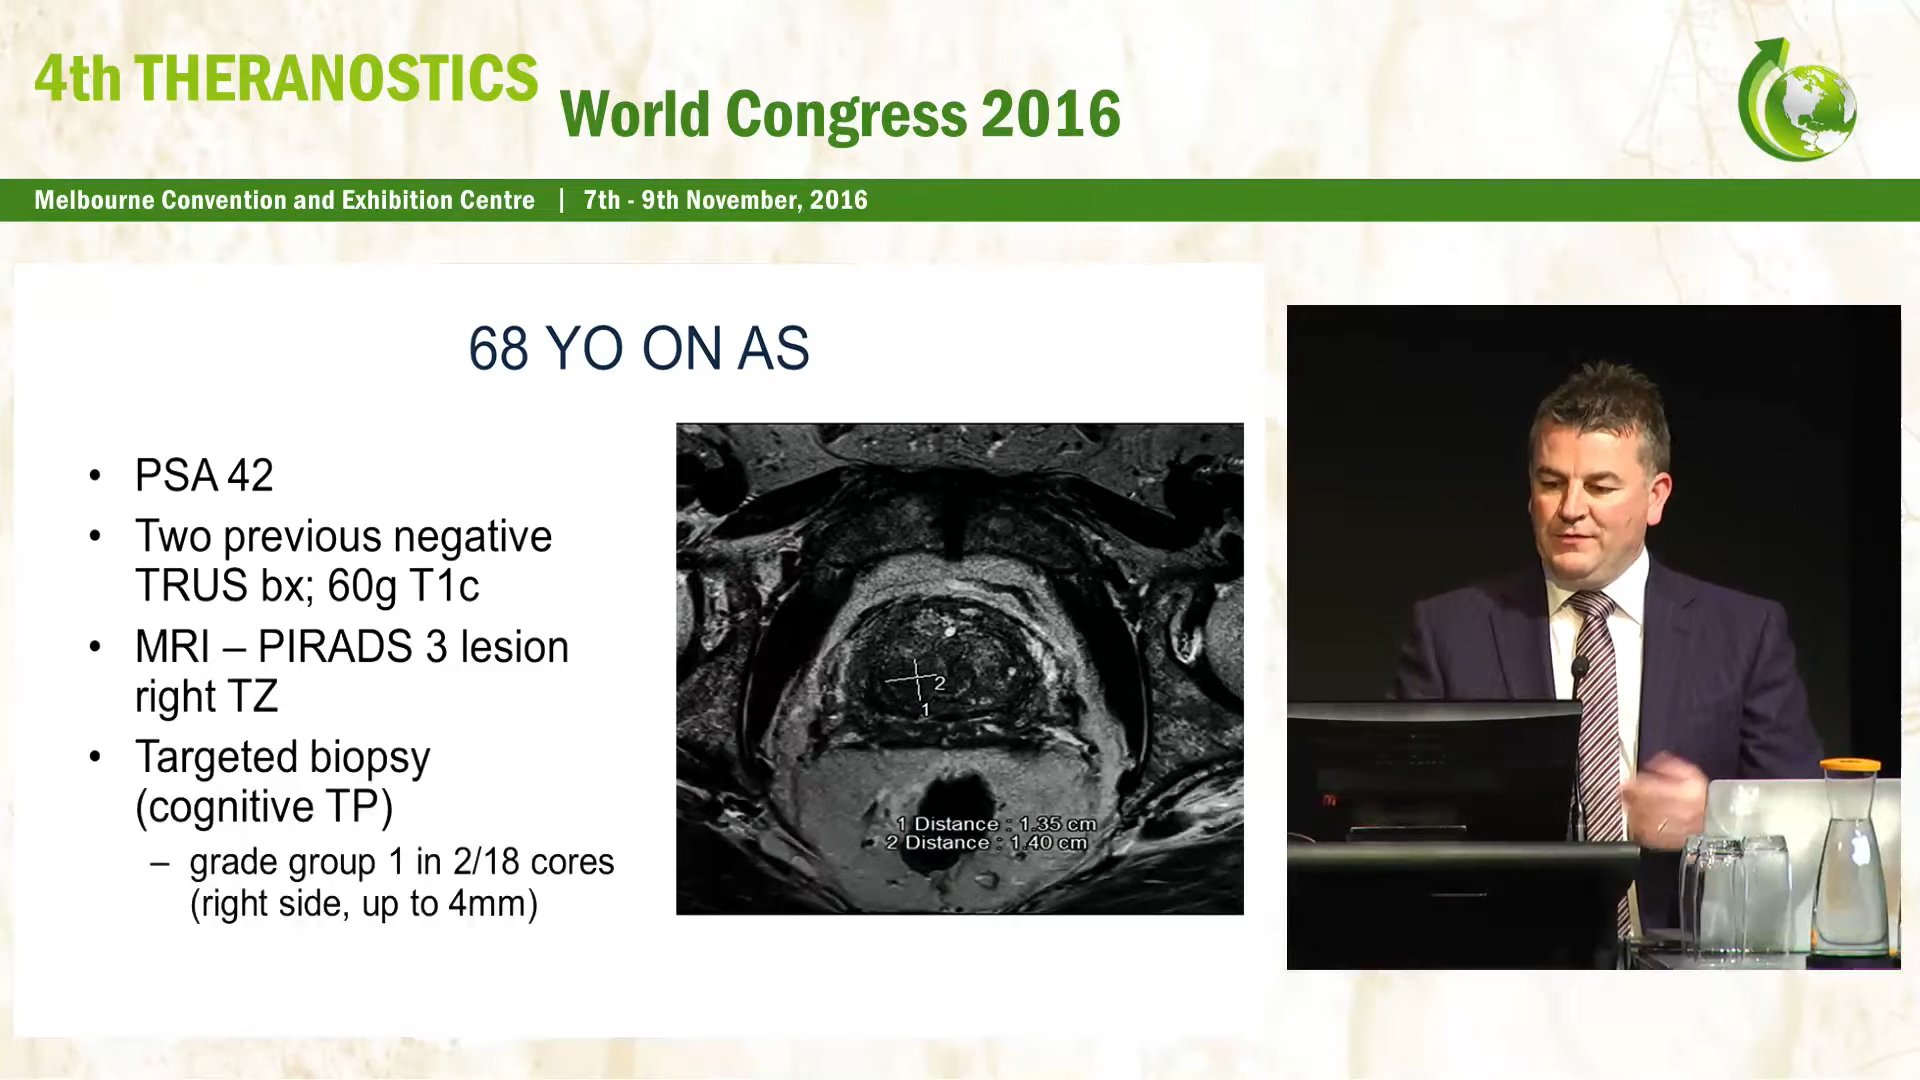 4th THERANOSTICS
World Congress 2016
Melbourne Convention and Exhibition Centre | 7th - 9th November, 2016
68 YO ON AS
• PSA 42
• Two previous negative
TRUS bx; 60g T1c
• MRI – PIRADS 3 lesion
right TZ
• Targeted biopsy
(cognitive TP)
– grade group 1 in 2/18 cores
(right side, up to 4mm)
2
1
1 Distance : 1.35 cm
2 Distance : 1.40 cm